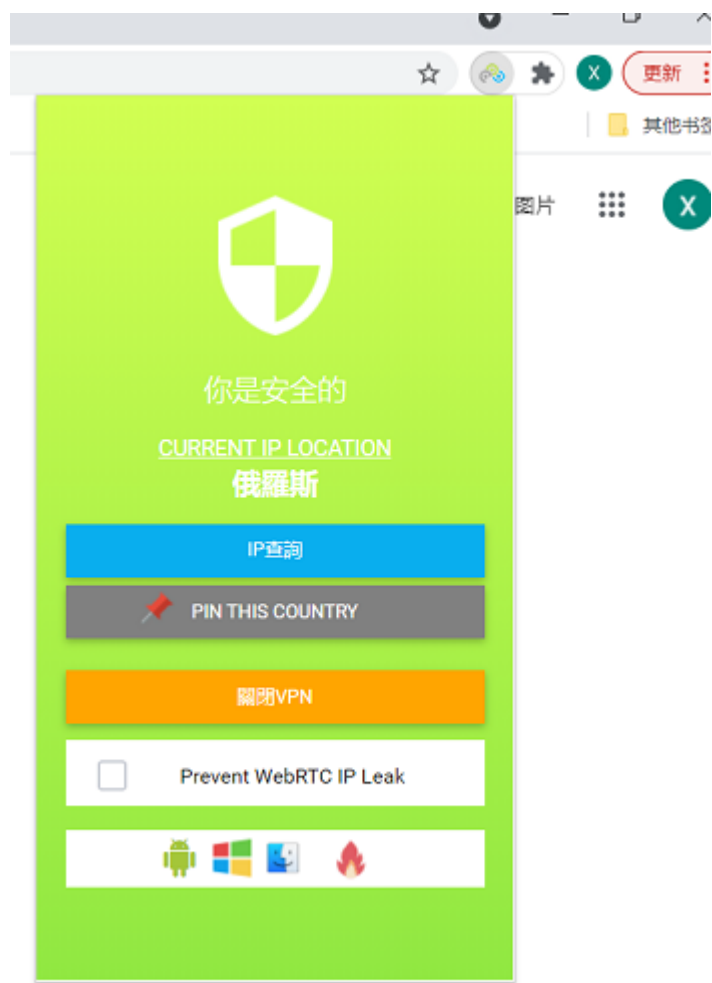 X
更新
其他书签
图片
X
你是安全的
CURRENT IP LOCATION
俄羅斯
IP查詢
PIN THIS COUNTRY
關閉VPN
Prevent WebRTC IP Leak